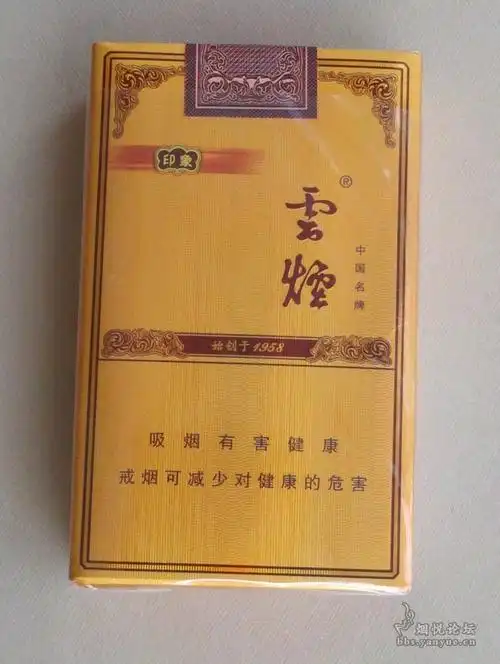 印象
雲煙®
中国名牌
始创于1958
吸烟有害健康
戒烟可减少对健康的危害
烟悦论坛
bbs.yanyue.cn